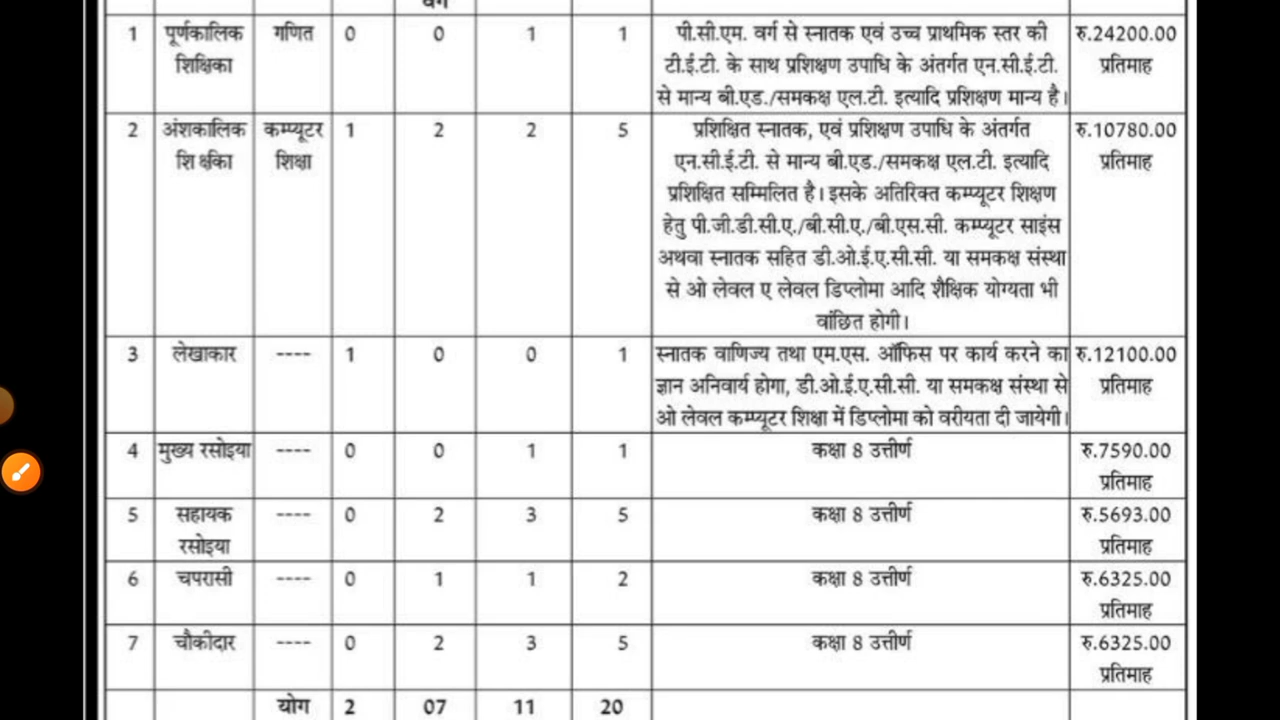 वर्ग
1 पूर्णकालिक शिक्षिका गणित 0 0 1 1 पी.सी.एम. वर्ग से स्नातक एवं उच्च प्राथमिक स्तर की रु.24200.00
टी.ई.टी. के साथ प्रशिक्षण उपाधि के अंतर्गत एन.सी.ई.टी. प्रतिमाह
से मान्य बी.एड./समकक्ष एल.टी. इत्यादि प्रशिक्षण मान्य है।
2 अंशकालिक कम्प्यूटर 1 2 2 5 प्रशिक्षित स्नातक, एवं प्रशिक्षण उपाधि के अंतर्गत रु.10780.00
शिर्क्षिका शिक्षा एन.सी.ई.टी. से मान्य बी.एड./समकक्ष एल.टी. इत्यादि प्रतिमाह
प्रशिक्षित सम्मिलित है। इसके अतिरिक्त कम्प्यूटर शिक्षण
हेतु पी.जी.डी.सी.ए./बी.सी.ए./बी.एस.सी. कम्प्यूटर साइंस
अथवा स्नातक सहित डी.ओ.ई.ए.सी.सी. या समकक्ष संस्था
से ओ लेवल ए लेवल डिप्लोमा आदि शैक्षिक योग्यता भी
वांछित होगी।
3 लेखाकार ---- 1 0 0 1 स्नातक वाणिज्य तथा एम.एस. ऑफिस पर कार्य करने का रु.12100.00
ज्ञान अनिवार्य होगा, डी.ओ.ई.ए.सी.सी. या समकक्ष संस्था से प्रतिमाह
ओ लेवल कम्प्यूटर शिक्षा में डिप्लोमा को वरीयता दी जायेगी।
4 मुख्य रसोइया ---- 0 0 1 1 कक्षा 8 उत्तीर्ण रु.7590.00
प्रतिमाह
5 सहायक ---- 0 2 3 5 कक्षा 8 उत्तीर्ण रु.5693.00
रसोइया प्रतिमाह
6 चपरासी ---- 0 1 1 2 कक्षा 8 उत्तीर्ण रु.6325.00
प्रतिमाह
7 चौकीदार ---- 0 2 3 5 कक्षा 8 उत्तीर्ण रु.6325.00
प्रतिमाह
योग 2 07 11 20